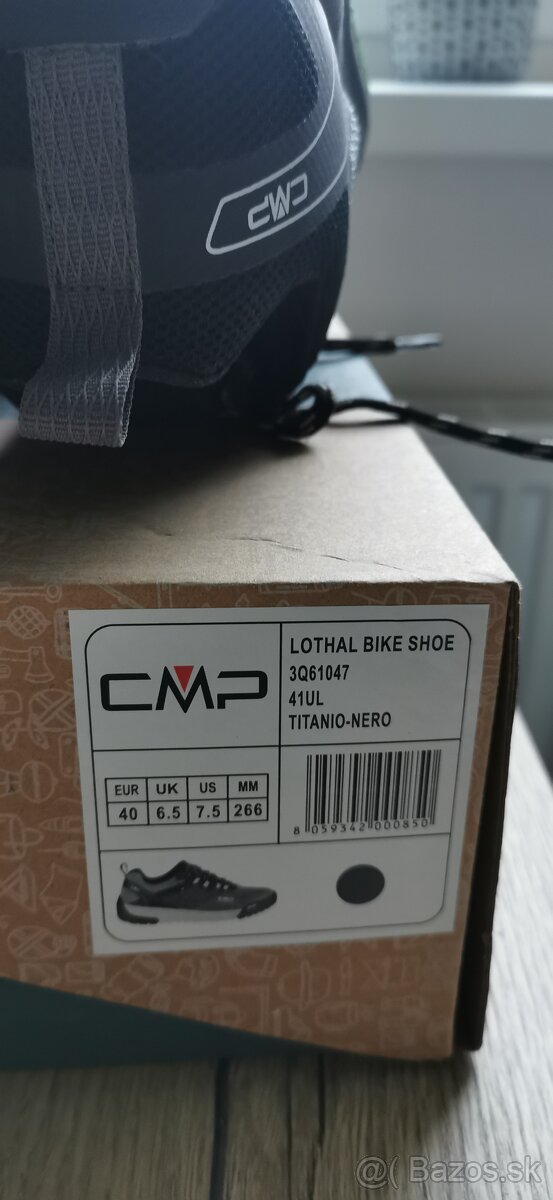 CMP
CMP
LOTHAL BIKE SHOE
3Q61047
41UL
TITANIO-NERO
EUR UK US MM
40 6.5 7.5 266
8 059342 000850
@( Bazos.sk